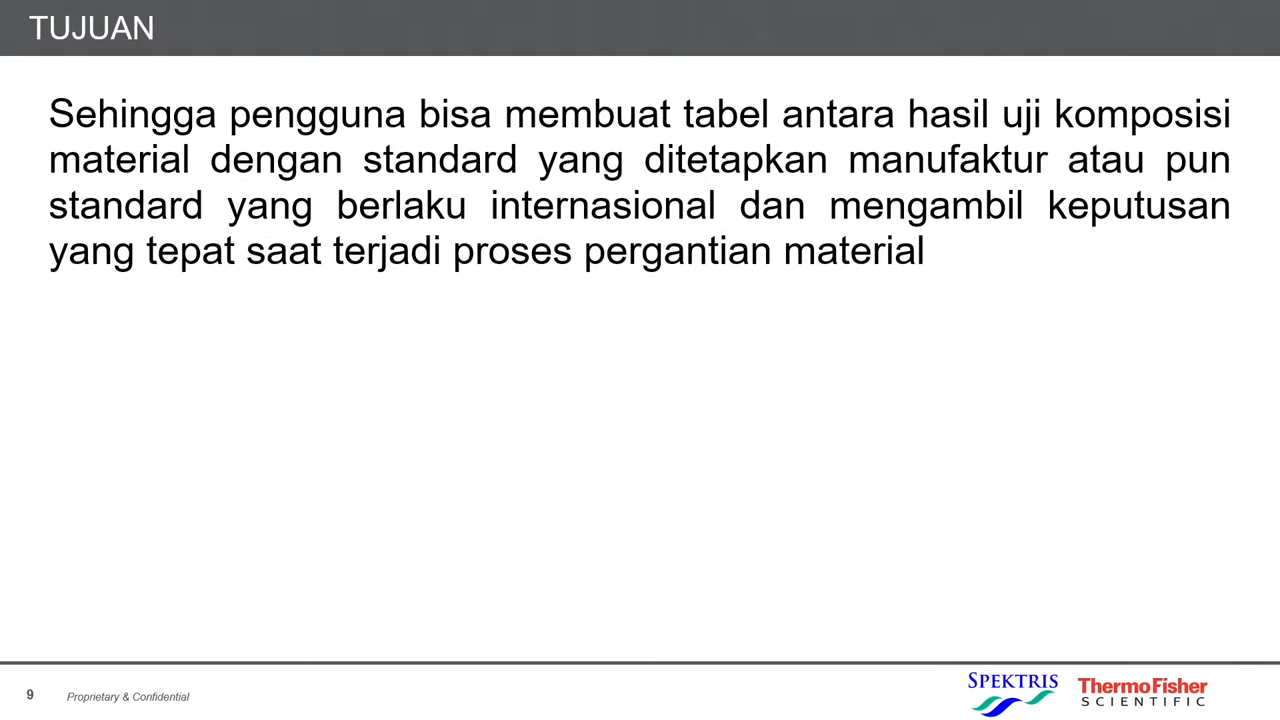 TUJUAN
Sehingga pengguna bisa membuat tabel antara hasil uji komposisi
material dengan standard yang ditetapkan manufaktur atau pun
standard yang berlaku internasional dan mengambil keputusan
yang tepat saat terjadi proses pergantian material
9 Proprietary & Confidential
SPEKTRIS
ThermoFisher
SCIENTIFIC